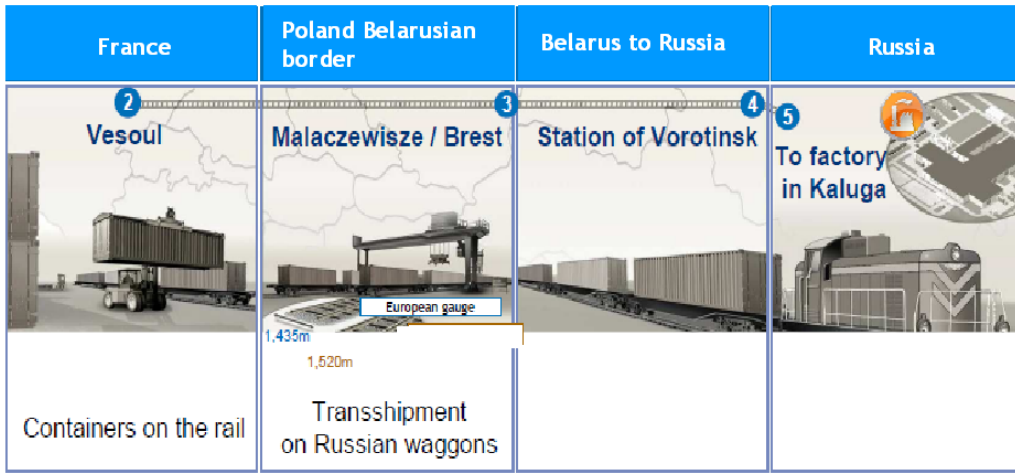 France
Poland Belarusian
border
Belarus to Russia
Russia
2
3
4
5
Vesoul
Malaczewisze / Brest
Station of Vorotinsk
To factory
in Kaluga
European gauge
1,435m
1,520m
Containers on the rail
Transshipment
on Russian waggons